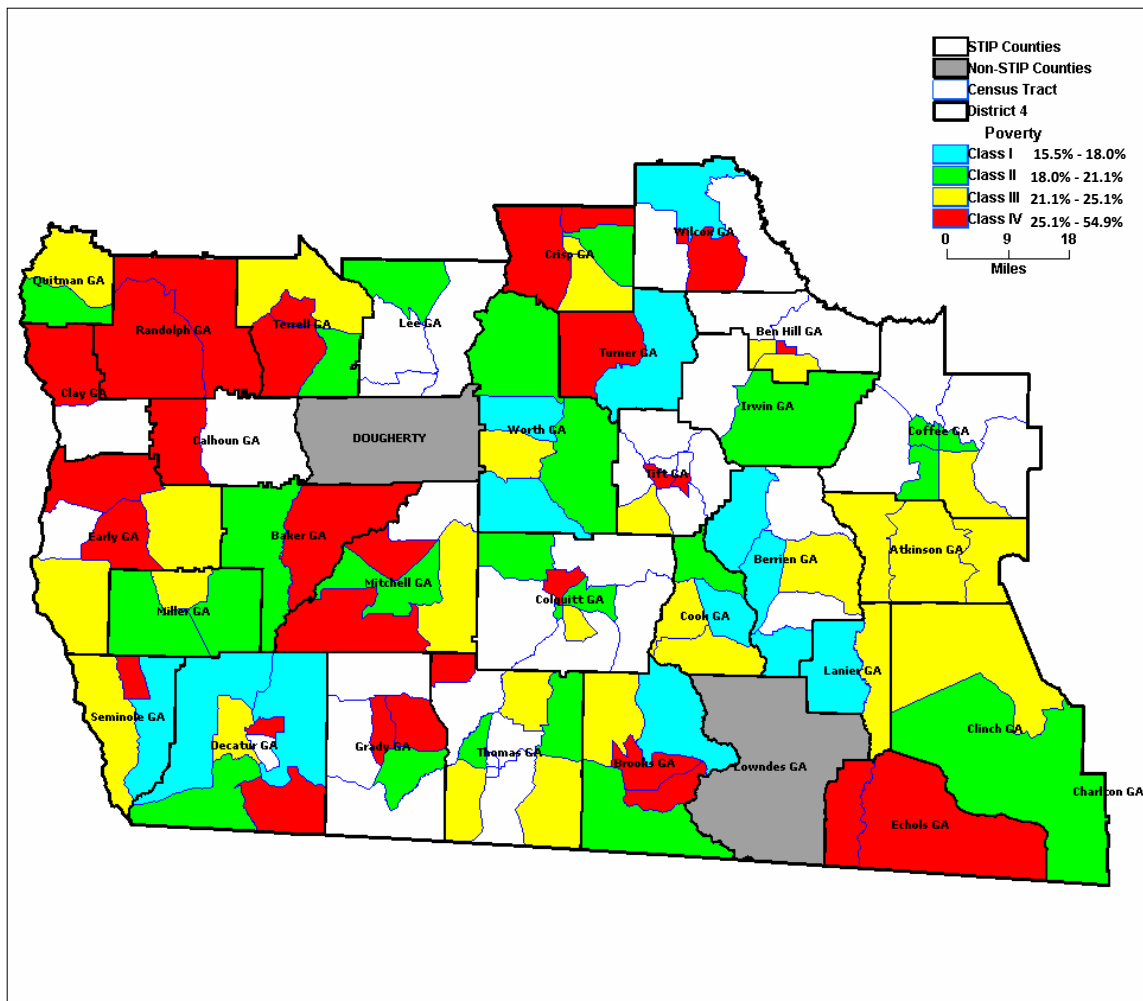 STIP Counties
Non-STIP Counties
Census Tract
District 4
Poverty
Class I 15.5% - 18.0%
Class II 18.0% - 21.1%
Class III 21.1% - 25.1%
Class IV 25.1% - 54.9%
0 9 18
Miles
Wilcox GA
Crisp GA
Quitman GA
Randolph GA
Terrell GA
Lee GA
Turner GA
Ben Hill GA
Clay GA
Irwin GA
Calhoun GA
DOUGHERTY
Worth GA
Coffee GA
Tift GA
Early GA
Baker GA
Mitchell GA
Berrien GA
Atkinson GA
Miller GA
Colquitt GA
Cook GA
Lanier GA
Seminole GA
Decatur GA
Grady GA
Thomas GA
Brooks GA
Lowndes GA
Clinch GA
Charlton GA
Echols GA